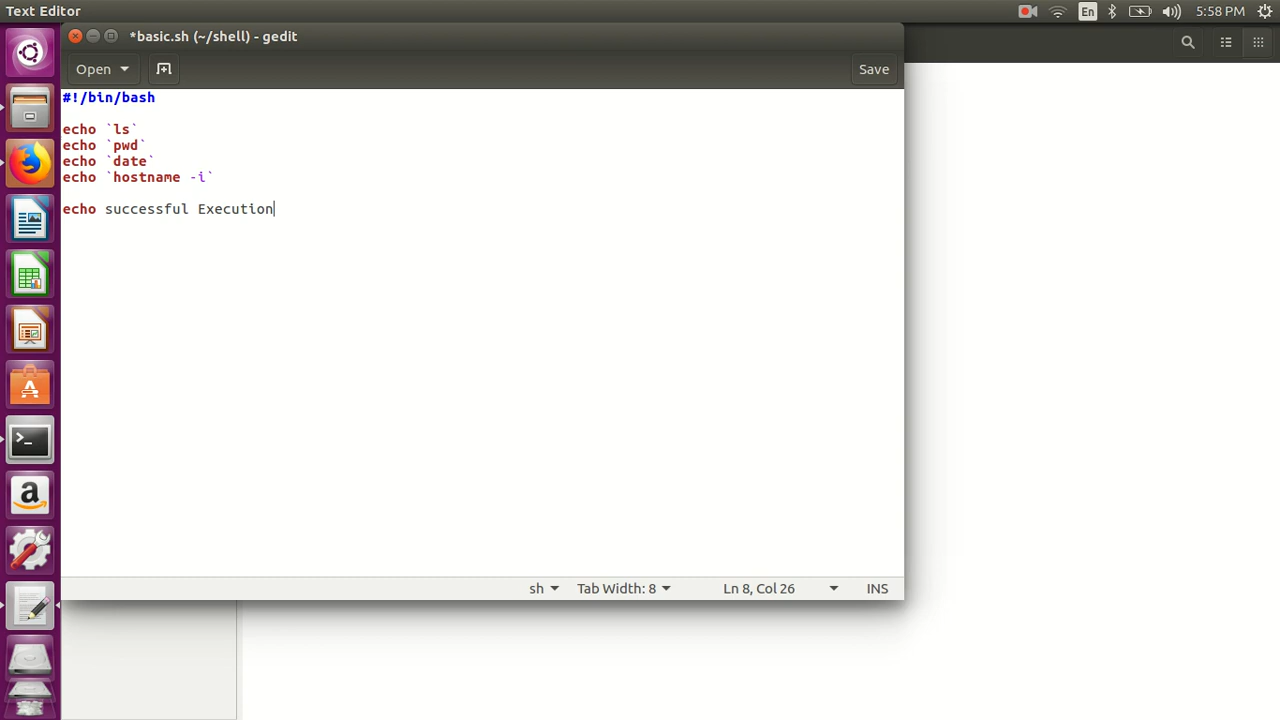 Text Editor
En
5:58 PM
*basic.sh (~/shell) - gedit
Open
Save
#!/bin/bash
echo `ls`
echo `pwd`
echo `date`
echo `hostname -i`
echo successful Execution
sh
Tab Width: 8
Ln 8, Col 26
INS